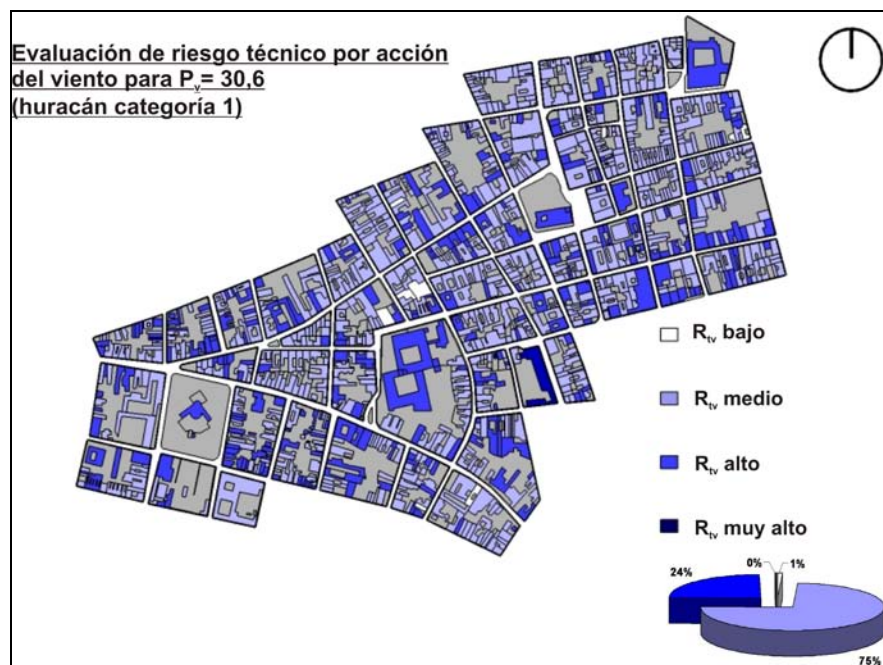 Evaluación de riesgo técnico por acción
del viento para Pv= 30,6
(huracán categoría 1)
Rtv bajo
Rtv medio
Rtv alto
Rtv muy alto
0%
1%
24%
75%